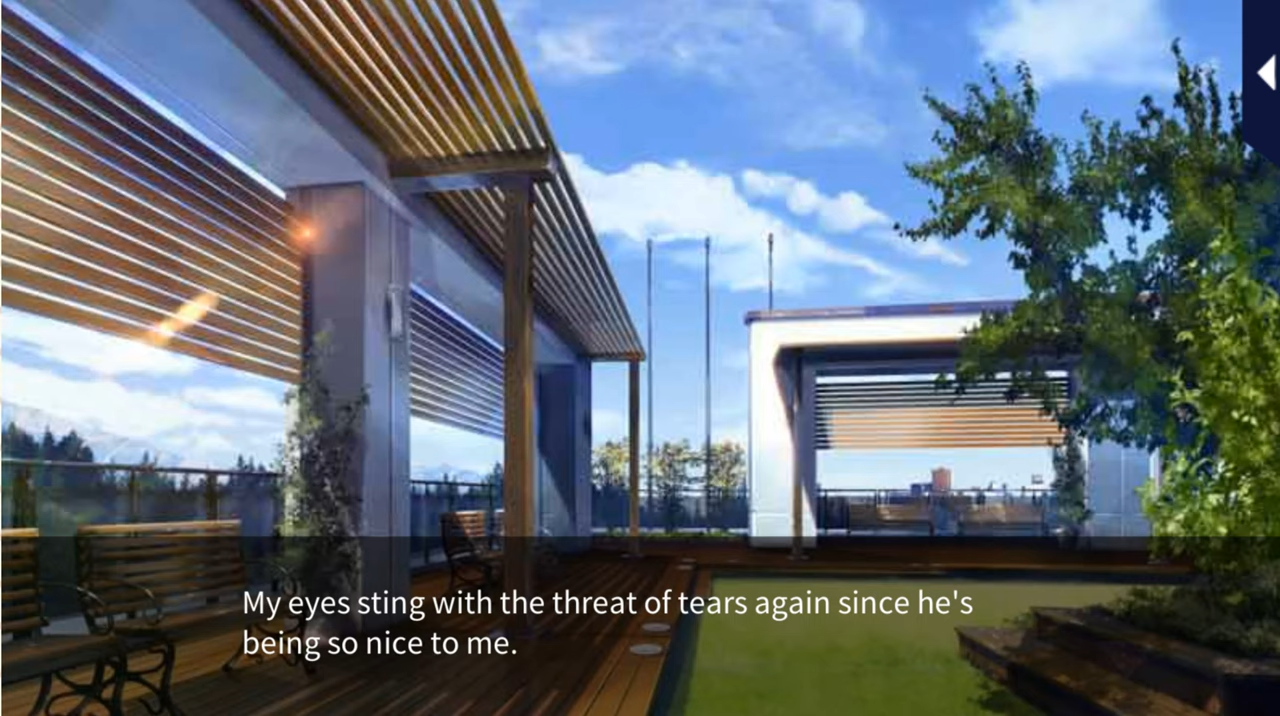 My eyes sting with the threat of tears again since he's
being so nice to me.